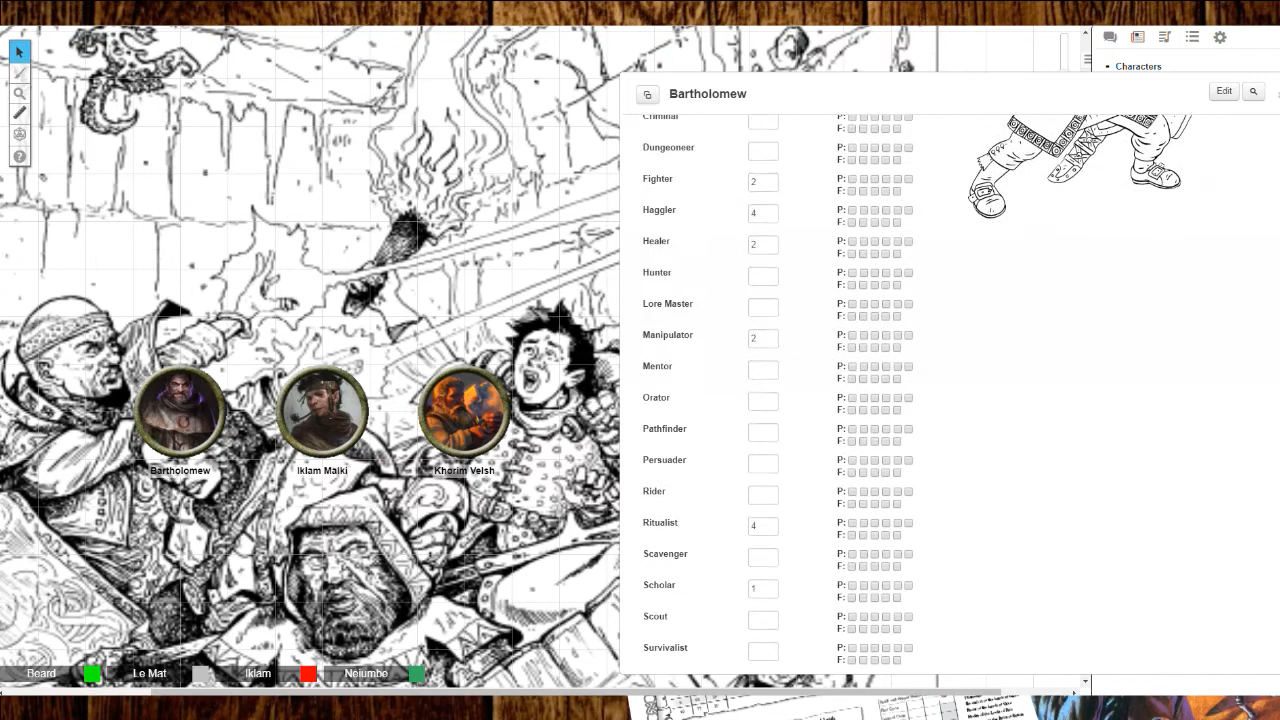 Characters
Bartholomew
Edit
Criminal P:
F:
Dungeoneer P:
F:
Fighter 2 P:
F:
Haggler 4 P:
F:
Healer 2 P:
F:
Hunter P:
F:
Lore Master P:
F:
Manipulator 2 P:
F:
Mentor P:
F:
Orator P:
F:
Pathfinder P:
F:
Persuader P:
F:
Rider P:
F:
Ritualist 4 P:
F:
Scavenger P:
F:
Scholar 1 P:
F:
Scout P:
F:
Survivalist P:
F:
Bartholomew Iklam Malki Khorim Velsh
Beard Le Mat Iklam Neiumbe